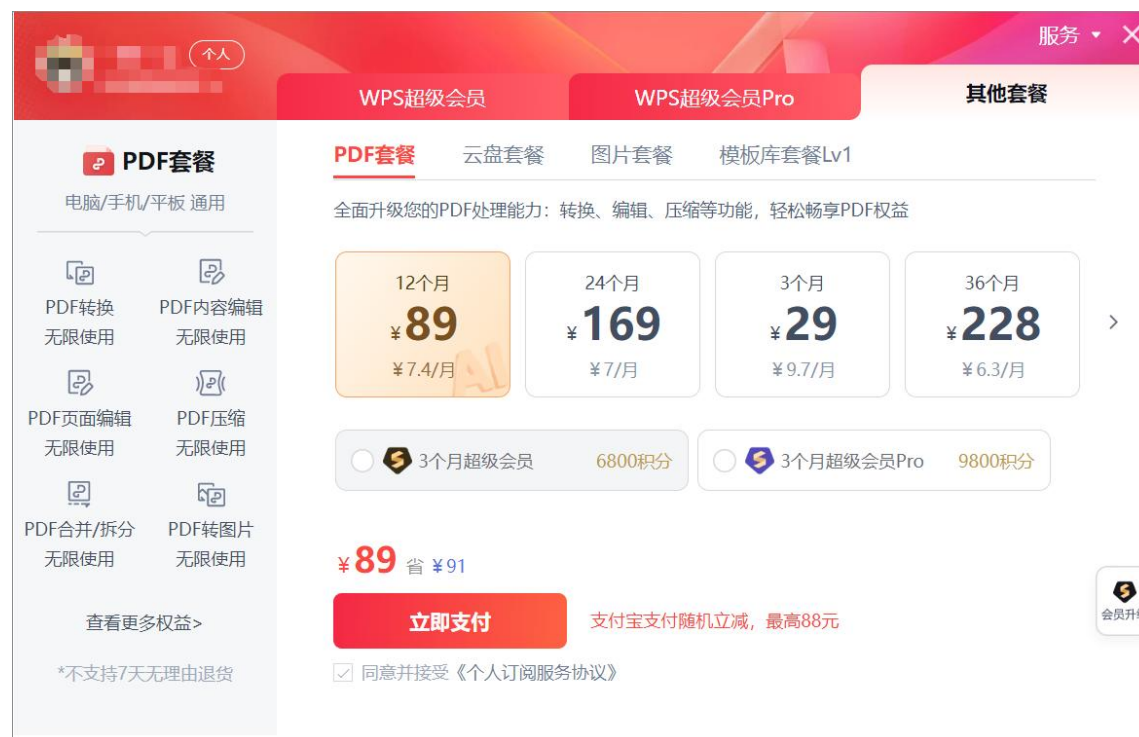 个人
服务
WPS超级会员
WPS超级会员Pro
其他套餐
PDF套餐
电脑/手机/平板 通用
PDF转换
无限使用
PDF内容编辑
无限使用
PDF页面编辑
无限使用
PDF压缩
无限使用
PDF合并/拆分
无限使用
PDF转图片
无限使用
查看更多权益>
*不支持7天无理由退货
PDF套餐 云盘套餐 图片套餐 模板库套餐Lv1
全面升级您的PDF处理能力：转换、编辑、压缩等功能，轻松畅享PDF权益
12个月
¥89
¥7.4/月
AI
24个月
¥169
¥7/月
3个月
¥29
¥9.7/月
36个月
¥228
¥6.3/月
3个月超级会员 6800积分
3个月超级会员Pro 9800积分
¥89 省 ¥91
立即支付
支付宝支付随机立减，最高88元
同意并接受《个人订阅服务协议》
会员升